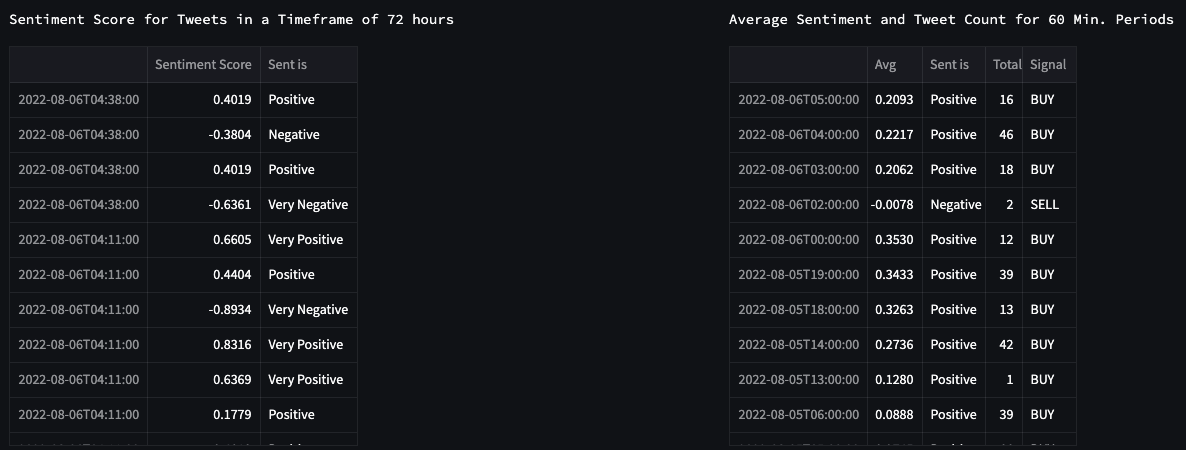 Sentiment Score for Tweets in a Timeframe of 72 hours
Sentiment Score Sent is
2022-08-06T04:38:00 0.4019 Positive
2022-08-06T04:38:00 -0.3804 Negative
2022-08-06T04:38:00 0.4019 Positive
2022-08-06T04:38:00 -0.6361 Very Negative
2022-08-06T04:11:00 0.6605 Very Positive
2022-08-06T04:11:00 0.4404 Positive
2022-08-06T04:11:00 -0.8934 Very Negative
2022-08-06T04:11:00 0.8316 Very Positive
2022-08-06T04:11:00 0.6369 Very Positive
2022-08-06T04:11:00 0.1779 Positive
Average Sentiment and Tweet Count for 60 Min. Periods
Avg Sent is Total Signal
2022-08-06T05:00:00 0.2093 Positive 16 BUY
2022-08-06T04:00:00 0.2217 Positive 46 BUY
2022-08-06T03:00:00 0.2062 Positive 18 BUY
2022-08-06T02:00:00 -0.0078 Negative 2 SELL
2022-08-06T00:00:00 0.3530 Positive 12 BUY
2022-08-05T19:00:00 0.3433 Positive 39 BUY
2022-08-05T18:00:00 0.3263 Positive 13 BUY
2022-08-05T14:00:00 0.2736 Positive 42 BUY
2022-08-05T13:00:00 0.1280 Positive 1 BUY
2022-08-05T06:00:00 0.0888 Positive 39 BUY